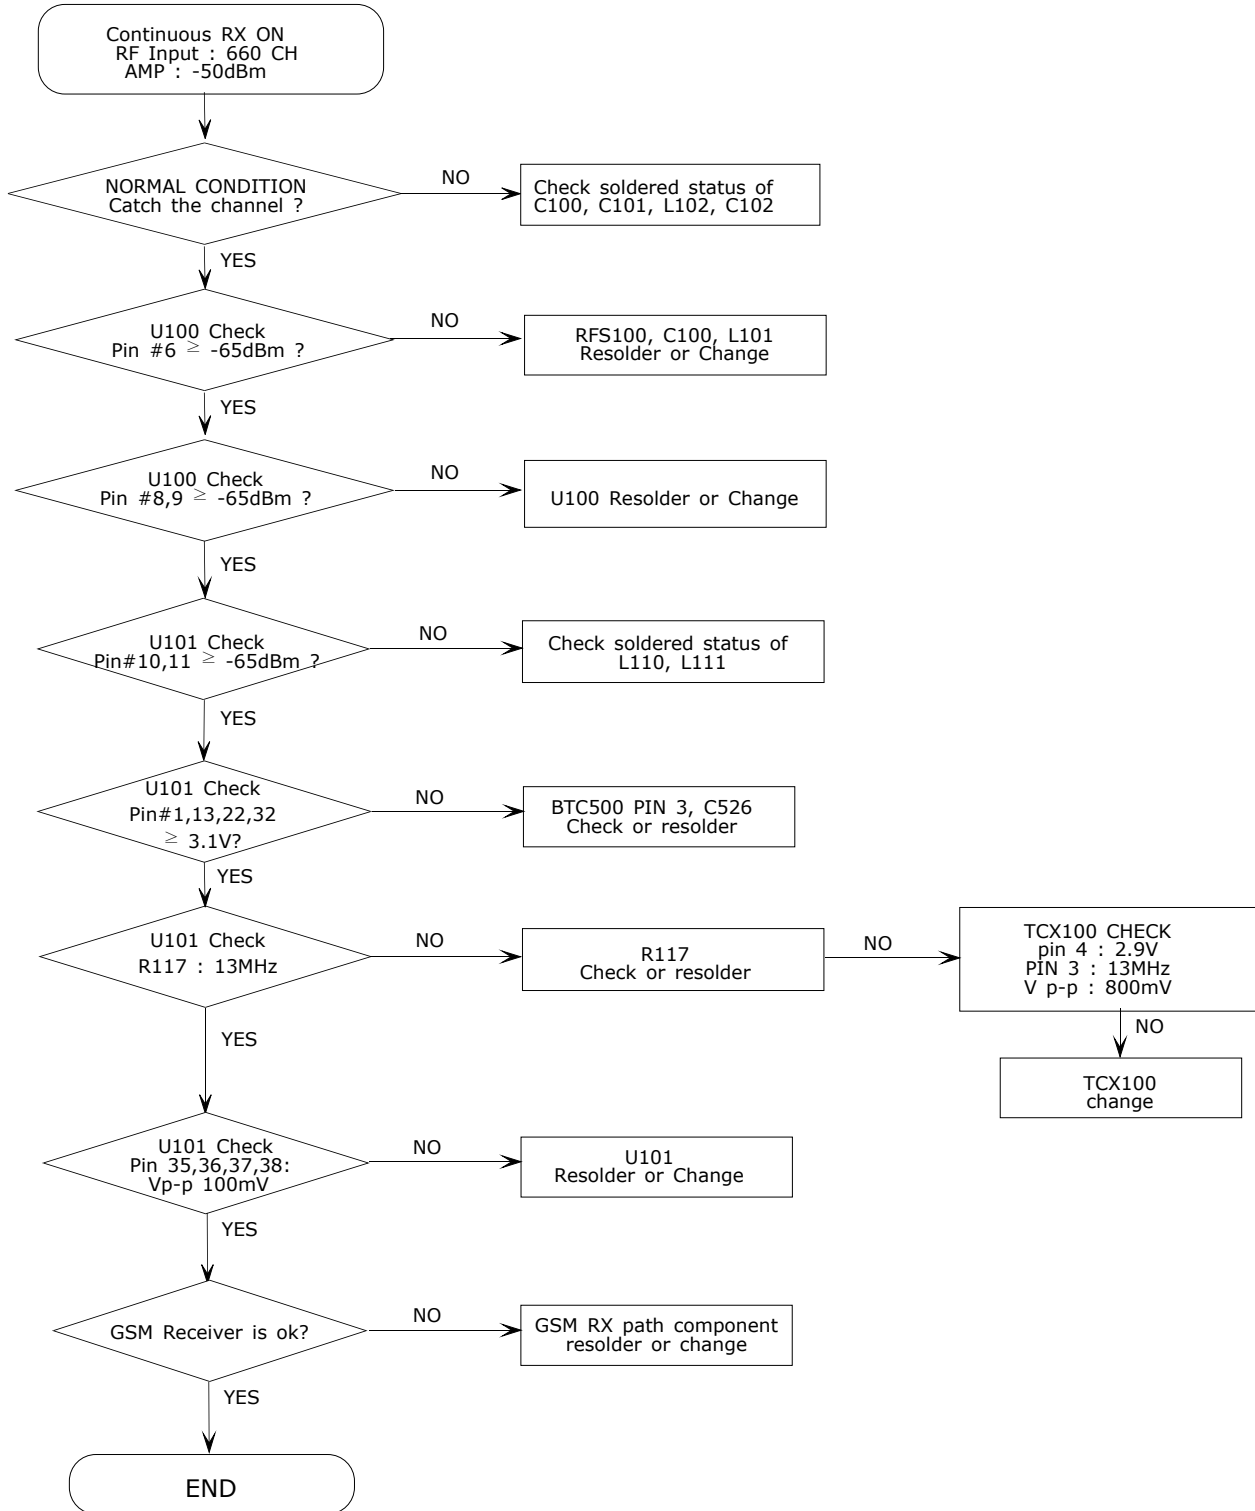 Continuous RX ON
RF Input : 660 CH
AMP : -50dBm
NORMAL CONDITION
Catch the channel ?
NO
Check soldered status of
C100, C101, L102, C102
YES
U100 Check
Pin #6 ≥ -65dBm ?
NO
RFS100, C100, L101
Resolder or Change
YES
U100 Check
Pin #8,9 ≥ -65dBm ?
NO
U100 Resolder or Change
YES
U101 Check
Pin#10,11 ≥ -65dBm ?
NO
Check soldered status of
L110, L111
YES
U101 Check
Pin#1,13,22,32
≥ 3.1V?
NO
BTC500 PIN 3, C526
Check or resolder
YES
U101 Check
R117 : 13MHz
NO
R117
Check or resolder
NO
TCX100 CHECK
pin 4 : 2.9V
PIN 3 : 13MHz
V p-p : 800mV
NO
TCX100
change
YES
U101 Check
Pin 35,36,37,38:
Vp-p 100mV
NO
U101
Resolder or Change
YES
GSM Receiver is ok?
NO
GSM RX path component
resolder or change
YES
END